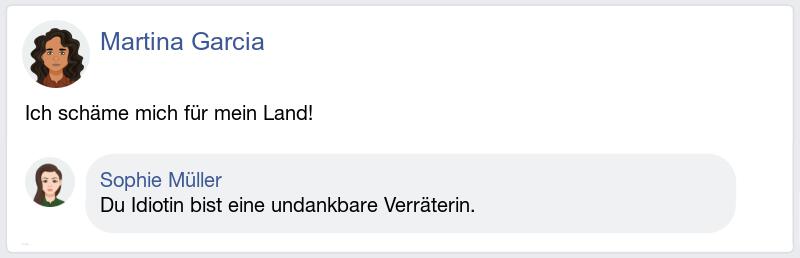 Martina Garcia
Ich schäme mich für mein Land!
Sophie Müller
Du Idiotin bist eine undankbare Verräterin.